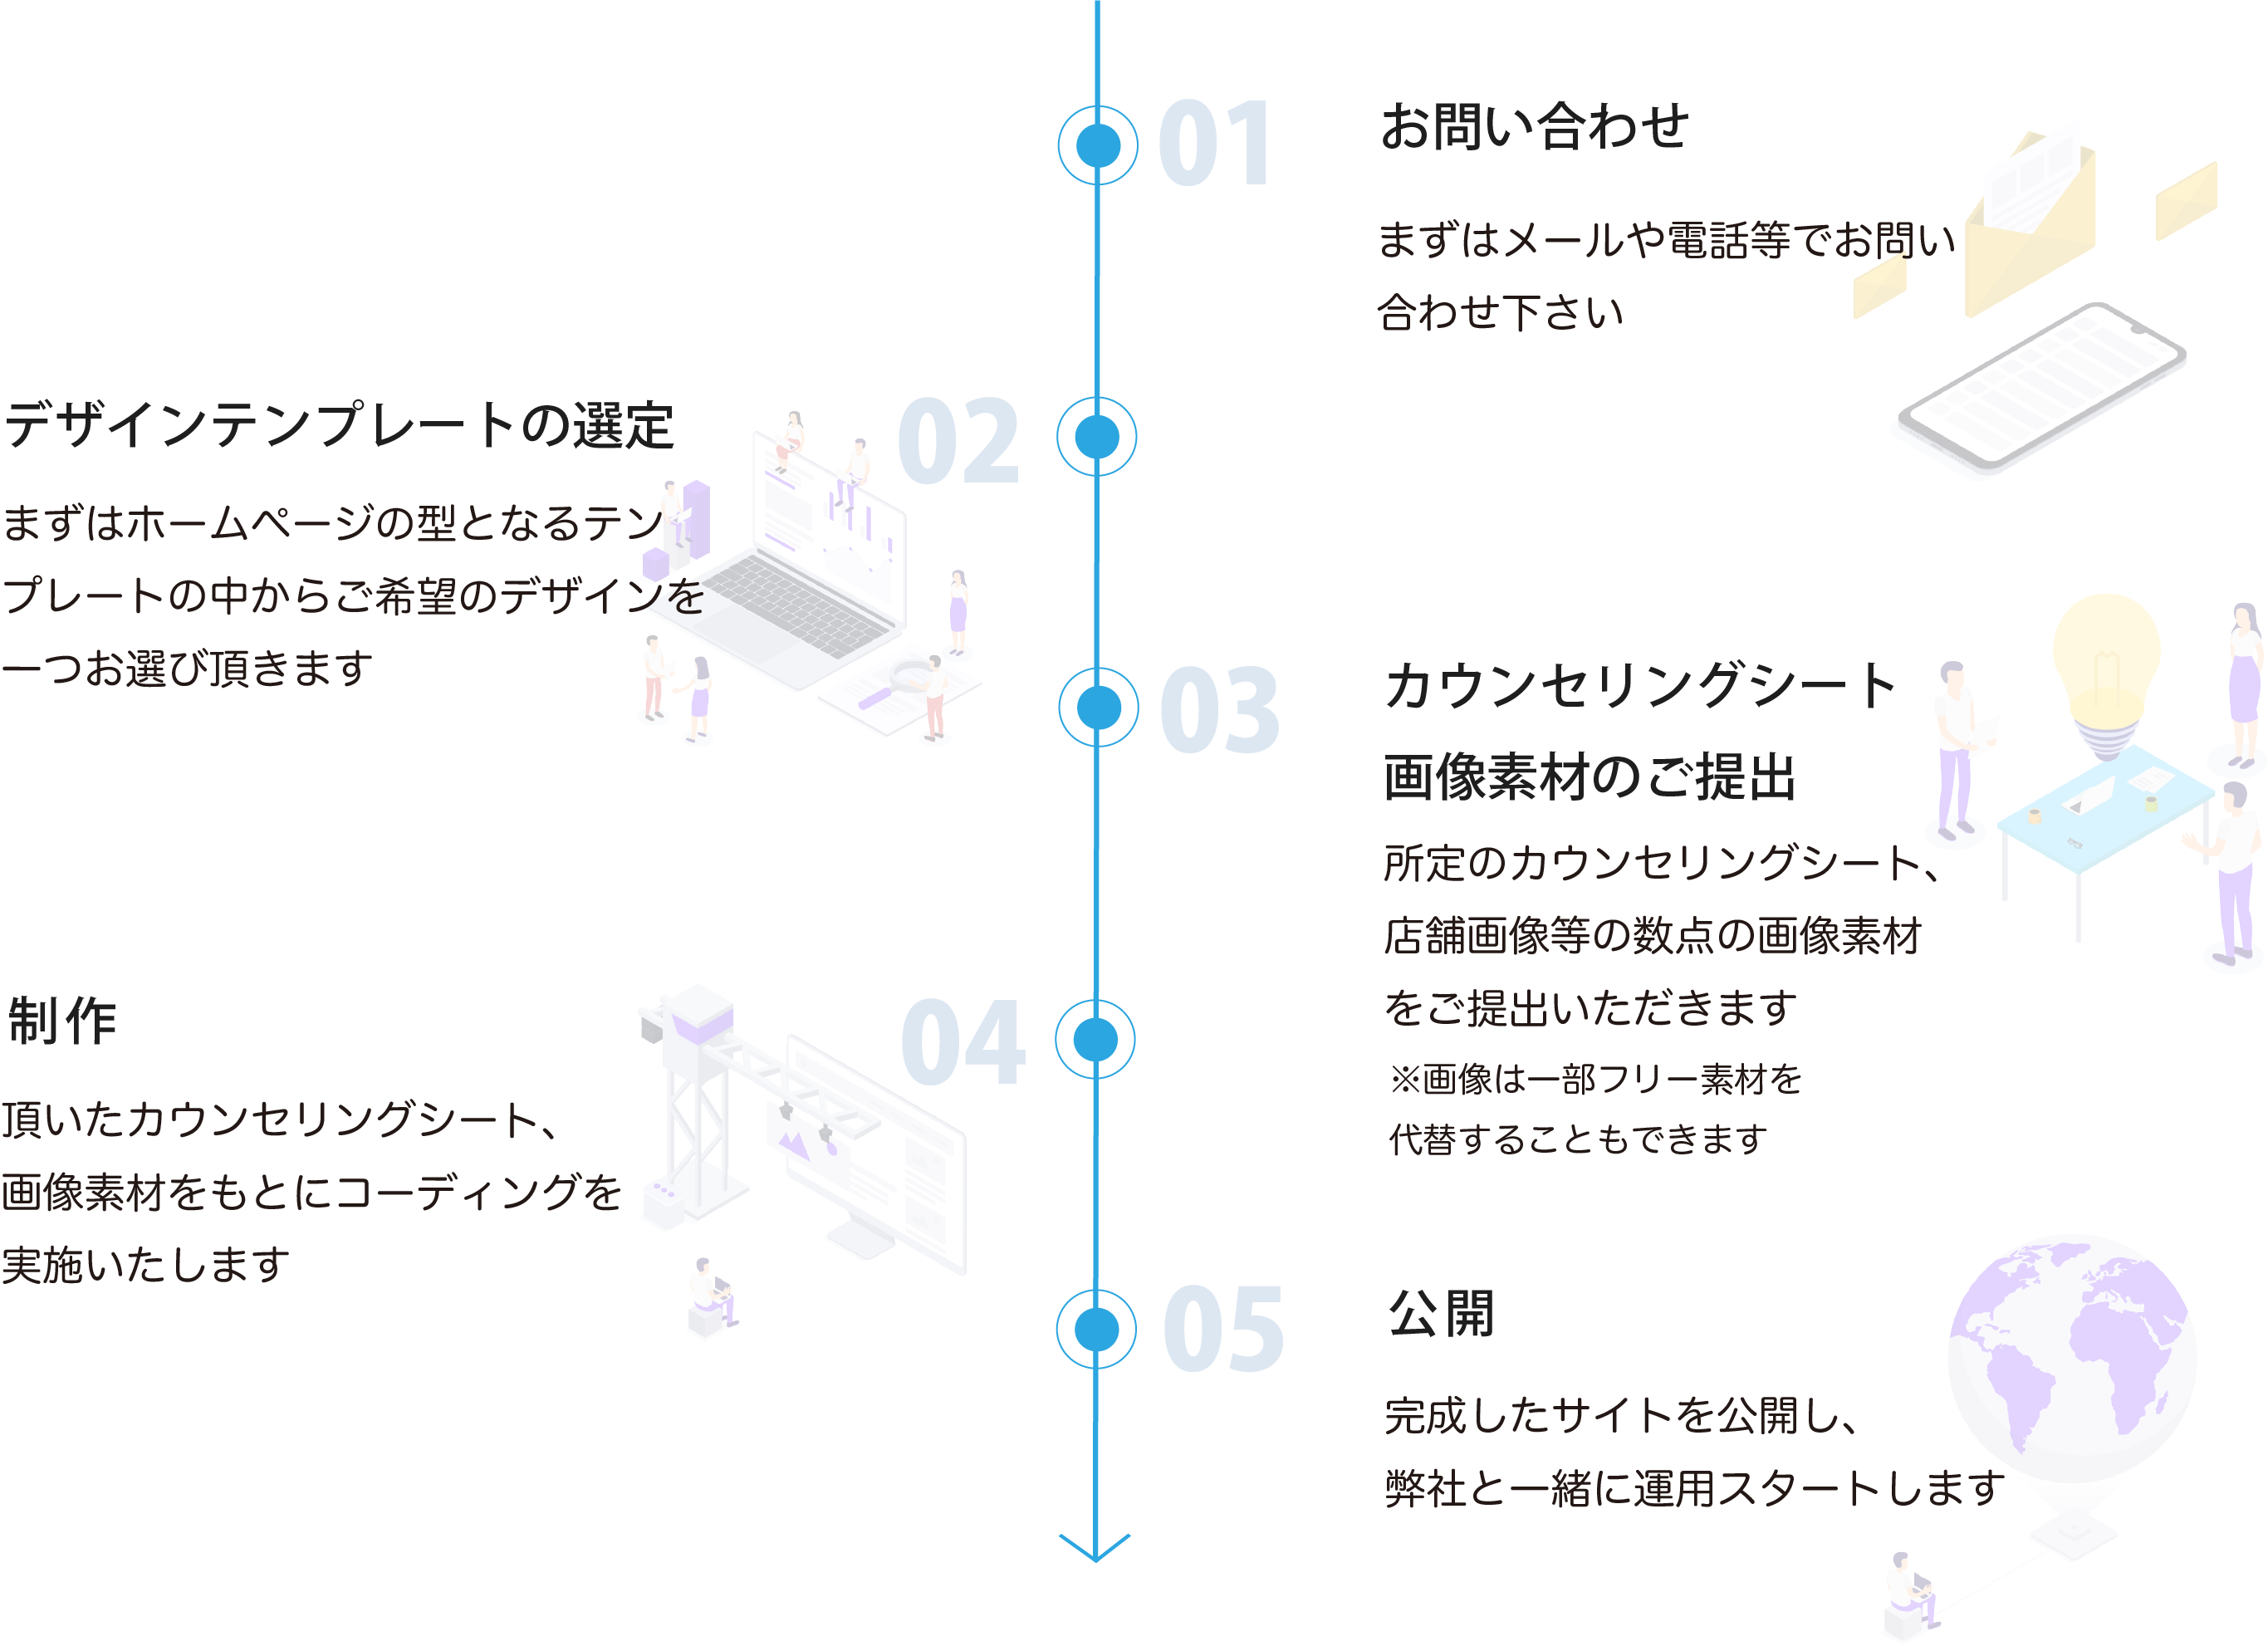 01
お問い合わせ
まずはメールや電話等でお問い
合わせ下さい
02
デザインテンプレートの選定
まずはホームページの型となるテン
プレートの中からご希望のデザインを
一つお選び頂きます
03
カウンセリングシート
画像素材のご提出
所定のカウンセリングシート、
店舗画像等の数点の画像素材
をご提出いただきます
※画像は一部フリー素材を
代替することもできます
04
制作
頂いたカウンセリングシート、
画像素材をもとにコーディングを
実施いたします
05
公開
完成したサイトを公開し、
弊社と一緒に運用スタートします